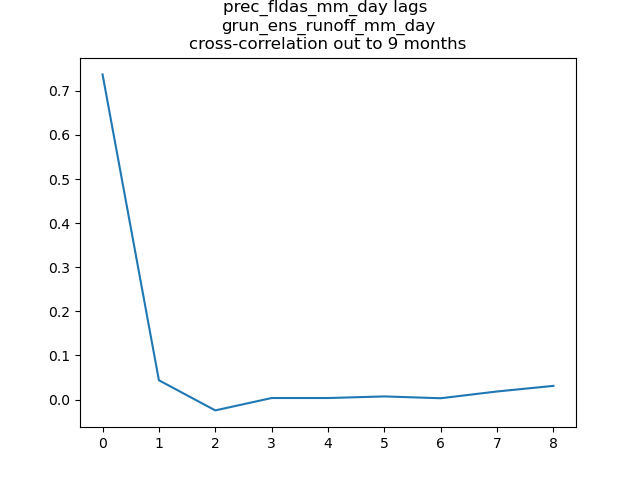 prec_fldas_mm_day lags
grun_ens_runoff_mm_day
cross-correlation out to 9 months
0.7
0.6
0.5
0.4
0.3
0.2
0.1
0.0
0 1 2 3 4 5 6 7 8